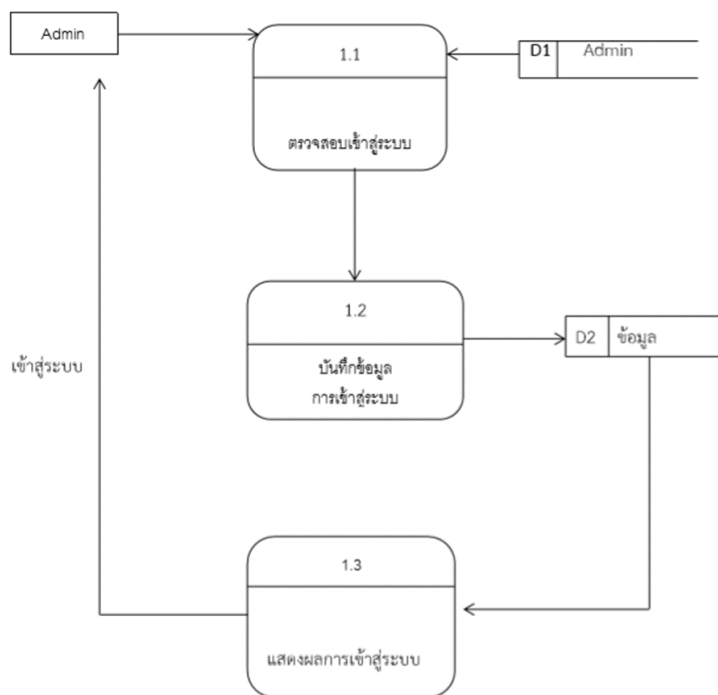 Admin
1.1
D1 Admin
ตรวจสอบเข้าสู่ระบบ
1.2
D2 ข้อมูล
เข้าสู่ระบบ
บันทึกข้อมูล
การเข้าสู่ระบบ
1.3
แสดงผลการเข้าสู่ระบบ